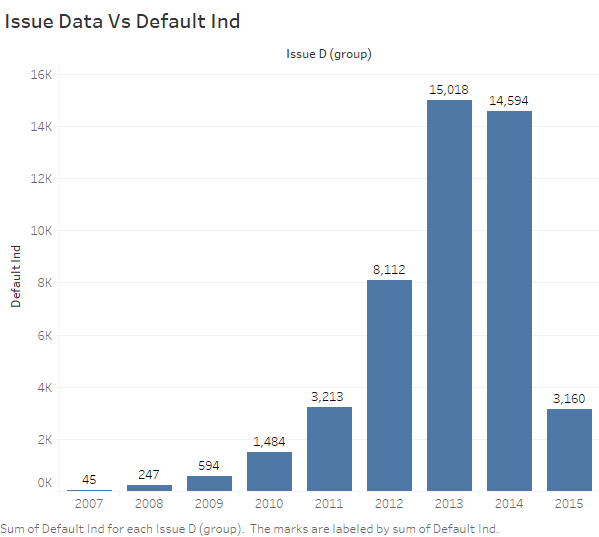 Issue Data Vs Default Ind
Issue D (group)
16K
14K
12K
10K
8K
6K
4K
2K
0K
Default Ind
45
247
594
1,484
3,213
8,112
15,018
14,594
3,160
2007
2008
2009
2010
2011
2012
2013
2014
2015
Sum of Default Ind for each Issue D (group).  The marks are labeled by sum of Default Ind.